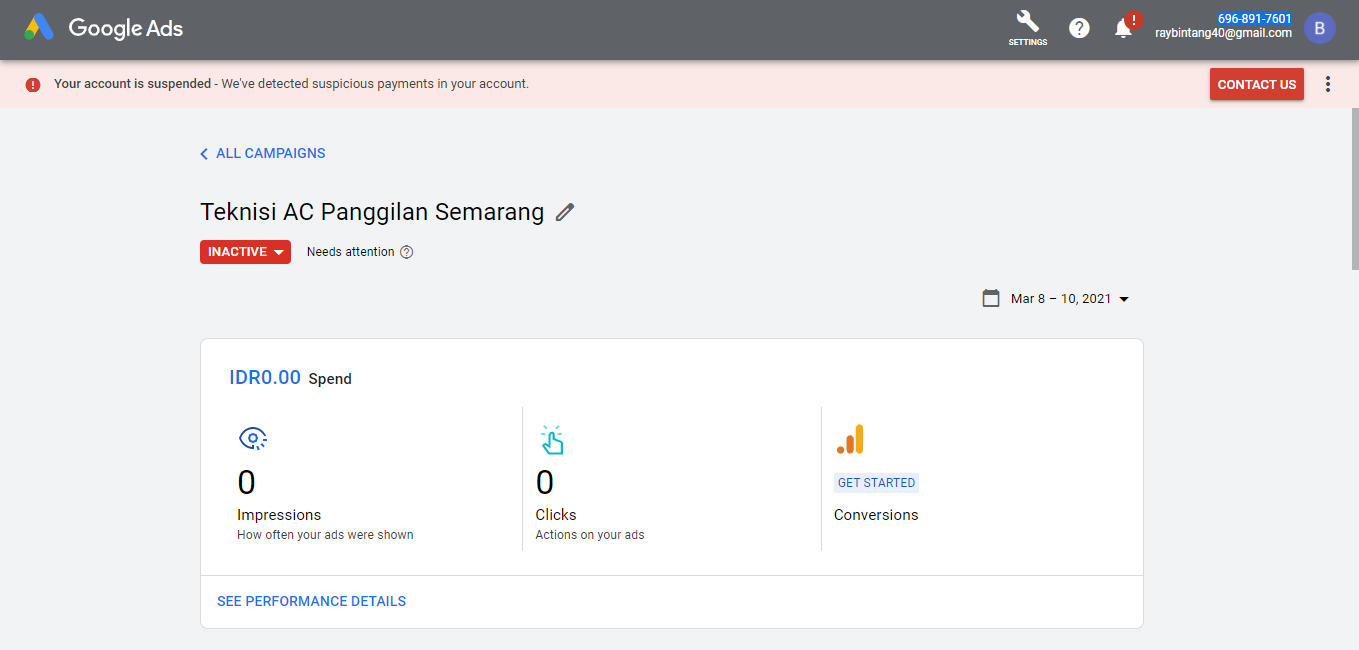 Google Ads
SETTINGS
696-891-7601
raybintang40@gmail.com
B
Your account is suspended - We've detected suspicious payments in your account.
CONTACT US
ALL CAMPAIGNS
Teknisi AC Panggilan Semarang
INACTIVE
Needs attention
Mar 8 – 10, 2021
IDR0.00 Spend
0
Impressions
How often your ads were shown
0
Clicks
Actions on your ads
GET STARTED
Conversions
SEE PERFORMANCE DETAILS